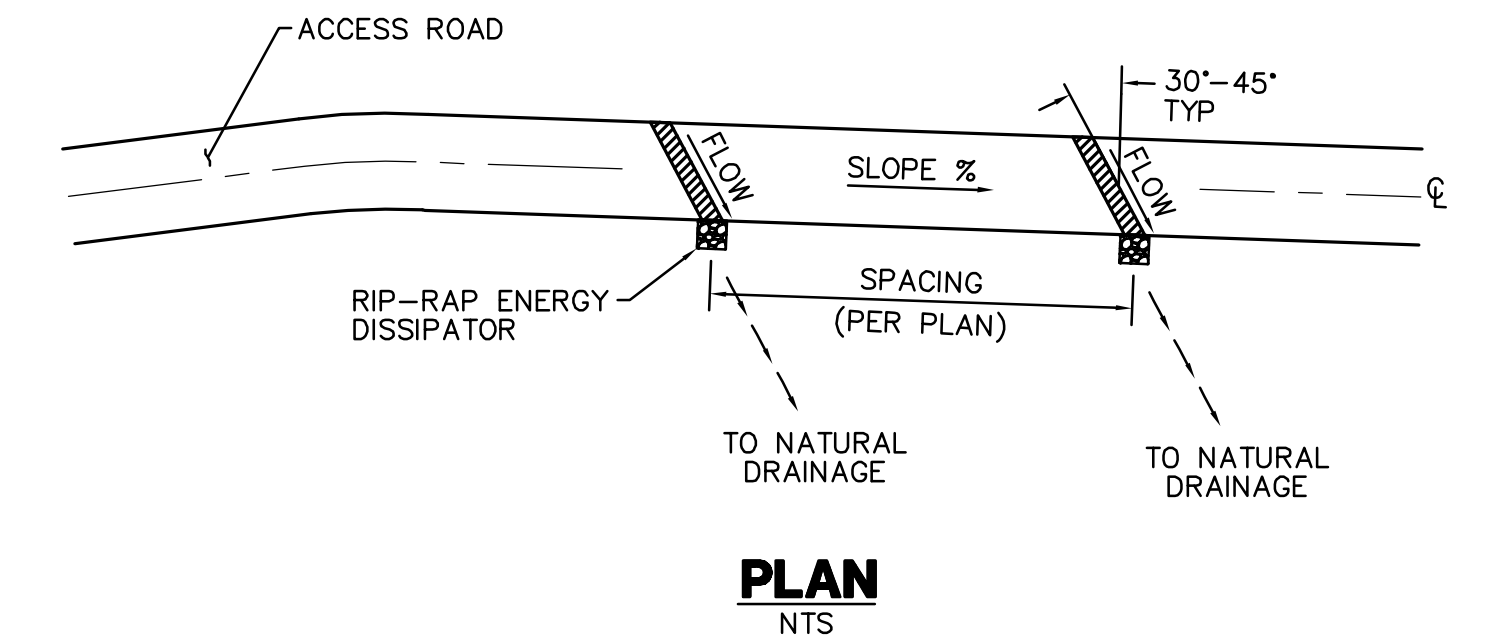 ACCESS ROAD
30°-45°
TYP
FLOW
SLOPE %
FLOW
℄
RIP-RAP ENERGY
DISSIPATOR
SPACING
(PER PLAN)
TO NATURAL
DRAINAGE
TO NATURAL
DRAINAGE
PLAN
NTS